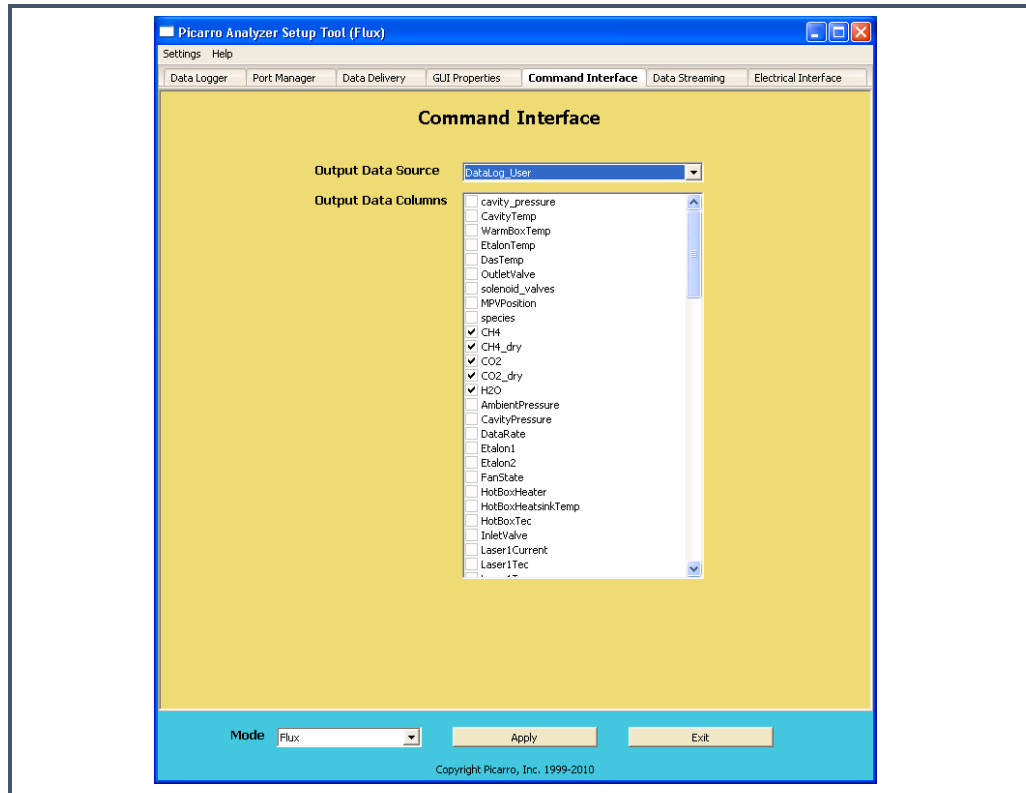 Picarro Analyzer Setup Tool (Flux)
Settings Help
Data Logger Port Manager Data Delivery GUI Properties Command Interface Data Streaming Electrical Interface
Command Interface
Output Data Source DataLog_User
Output Data Columns cavity_pressure
CavityTemp
WarmBoxTemp
EtalonTemp
DasTemp
OutletValve
solenoid_valves
MPVPosition
species
CH4
CH4_dry
CO2
CO2_dry
H2O
AmbientPressure
CavityPressure
DataRate
Etalon1
Etalon2
FanState
HotBoxHeater
HotBoxHeatsinkTemp
HotBoxTec
InletValve
Laser1Current
Laser1Tec
Mode Flux Apply Exit
Copyright Picarro, Inc. 1999-2010